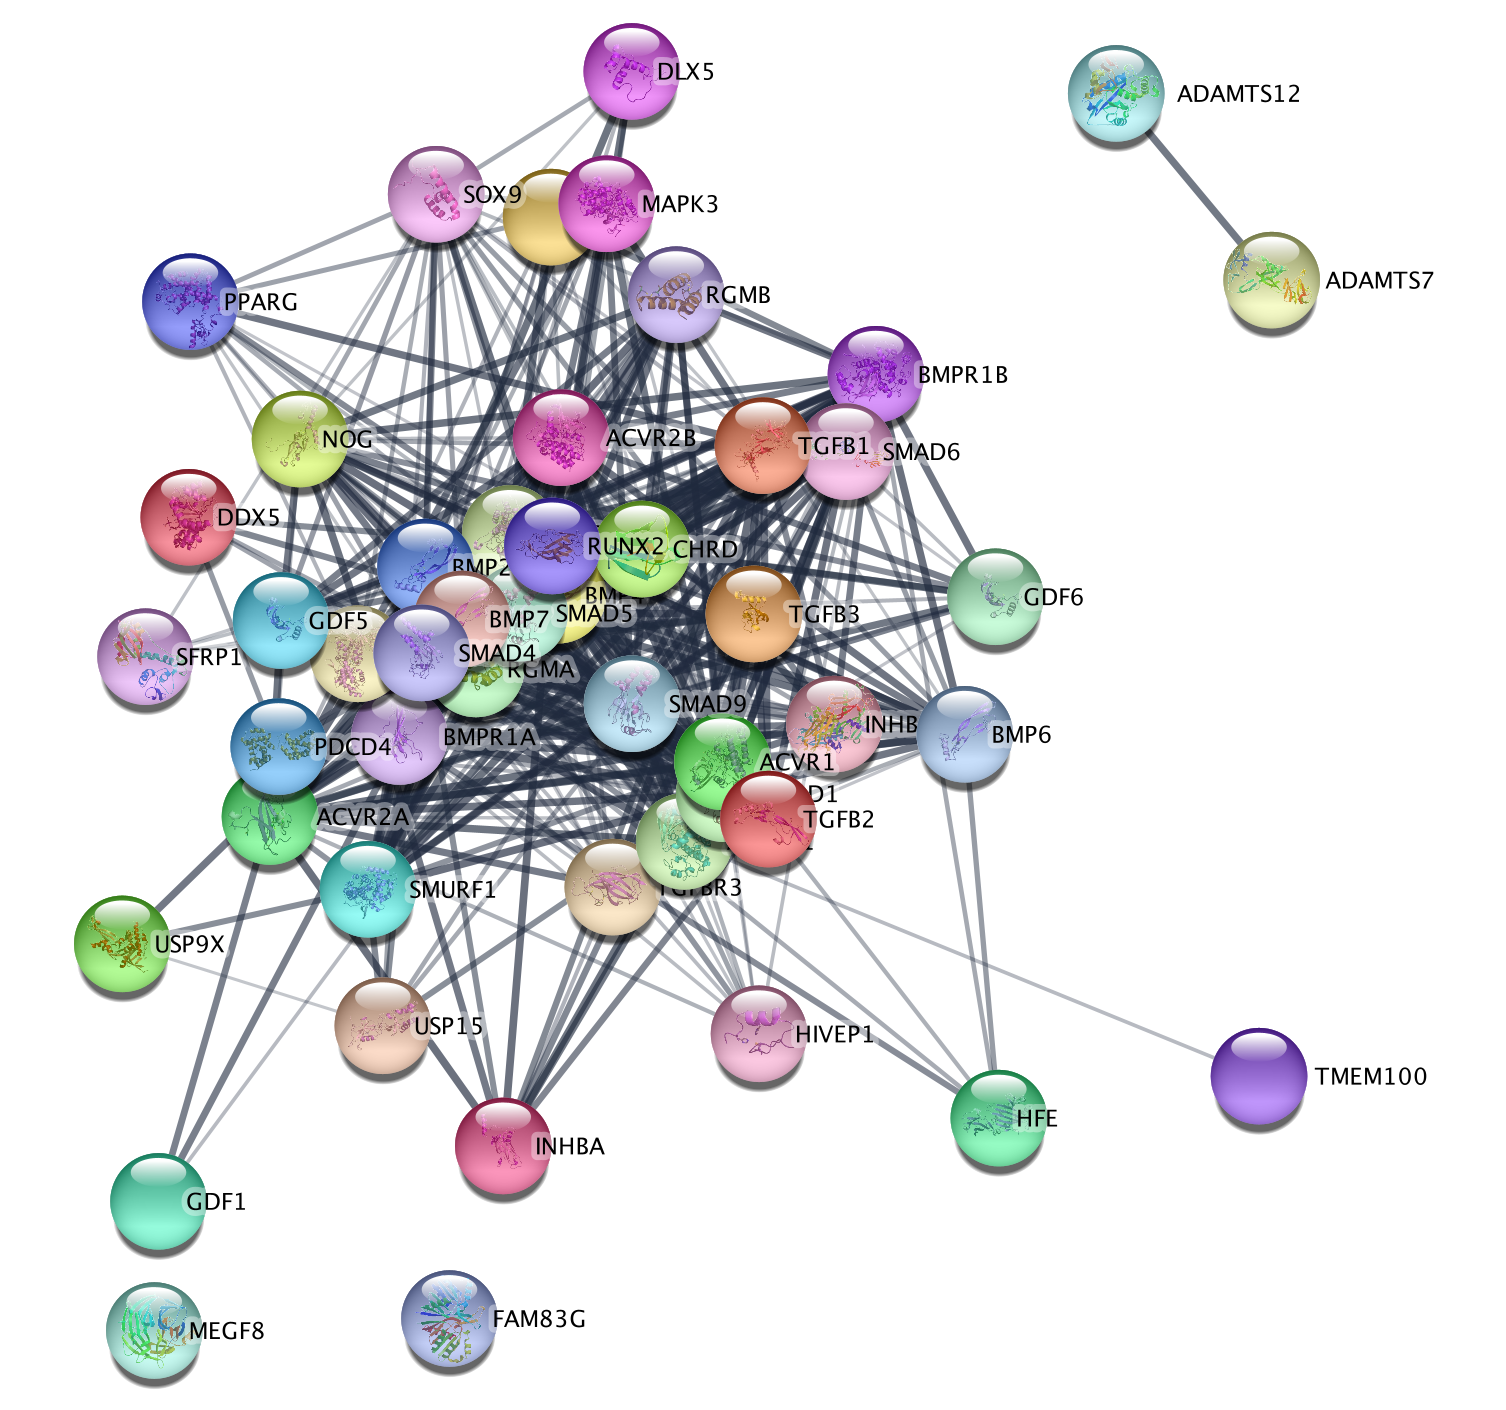 DLX5
ADAMTS12
SOX9
MAPK3
ADAMTS7
RGMB
PPARG
BMPR1B
NOG
ACVR2B
TGFB1
SMAD6
DDX5
RUNX2
CHRD
BMP2
GDF6
SMAD5
TGFB3
GDF5
BMP7
SFRP1
SMAD4
RGMA
SMAD9
INHB
BMP6
BMPR1A
PDCD4
ACVR1
ACVR2A
TGFB2
SMURF1
USP9X
USP15
HIVEP1
TMEM100
HFE
INHBA
GDF1
FAM83G
MEGF8